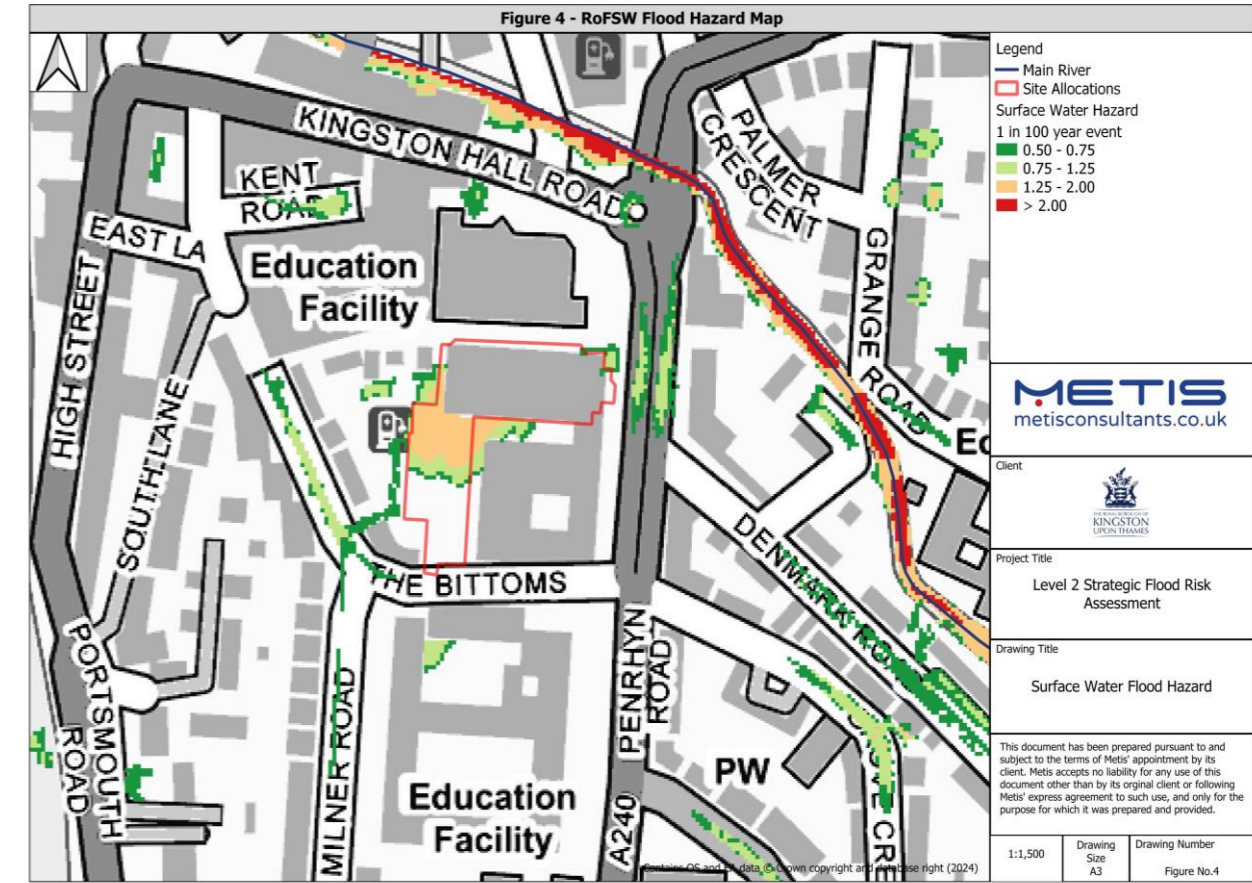 Figure 4 - RoFSW Flood Hazard Map
KINGSTON HALL ROAD
PALMER
CRESCENT
KENT
ROAD
EAST LA
Education
Facility
HIGH STREET
SOUTH LANE
GRANGE ROAD
Ec
THE BITTOMS
DENMARK RO
PENRHYN
ROAD
PORTSMOUTH
ROAD
MILNER ROAD
Education
Facility
PW
A240
Contains OS and EA data © Crown copyright and database right (2024)
Legend
Main River
Site Allocations
Surface Water Hazard
1 in 100 year event
0.50 - 0.75
0.75 - 1.25
1.25 - 2.00
> 2.00
METIS
metisconsultants.co.uk
Client
THE ROYAL BOROUGH OF
KINGSTON
UPON THAMES
Project Title
Level 2 Strategic Flood Risk
Assessment
Drawing Title
Surface Water Flood Hazard
This document has been prepared pursuant to and
subject to the terms of Metis' appointment by its
client. Metis accepts no liability for any use of this
document other than by its orginal client or following
Metis' express agreement to such use, and only for the
purpose for which it was prepared and provided.
1:1,500
Drawing
Size
A3
Drawing Number
Figure No.4